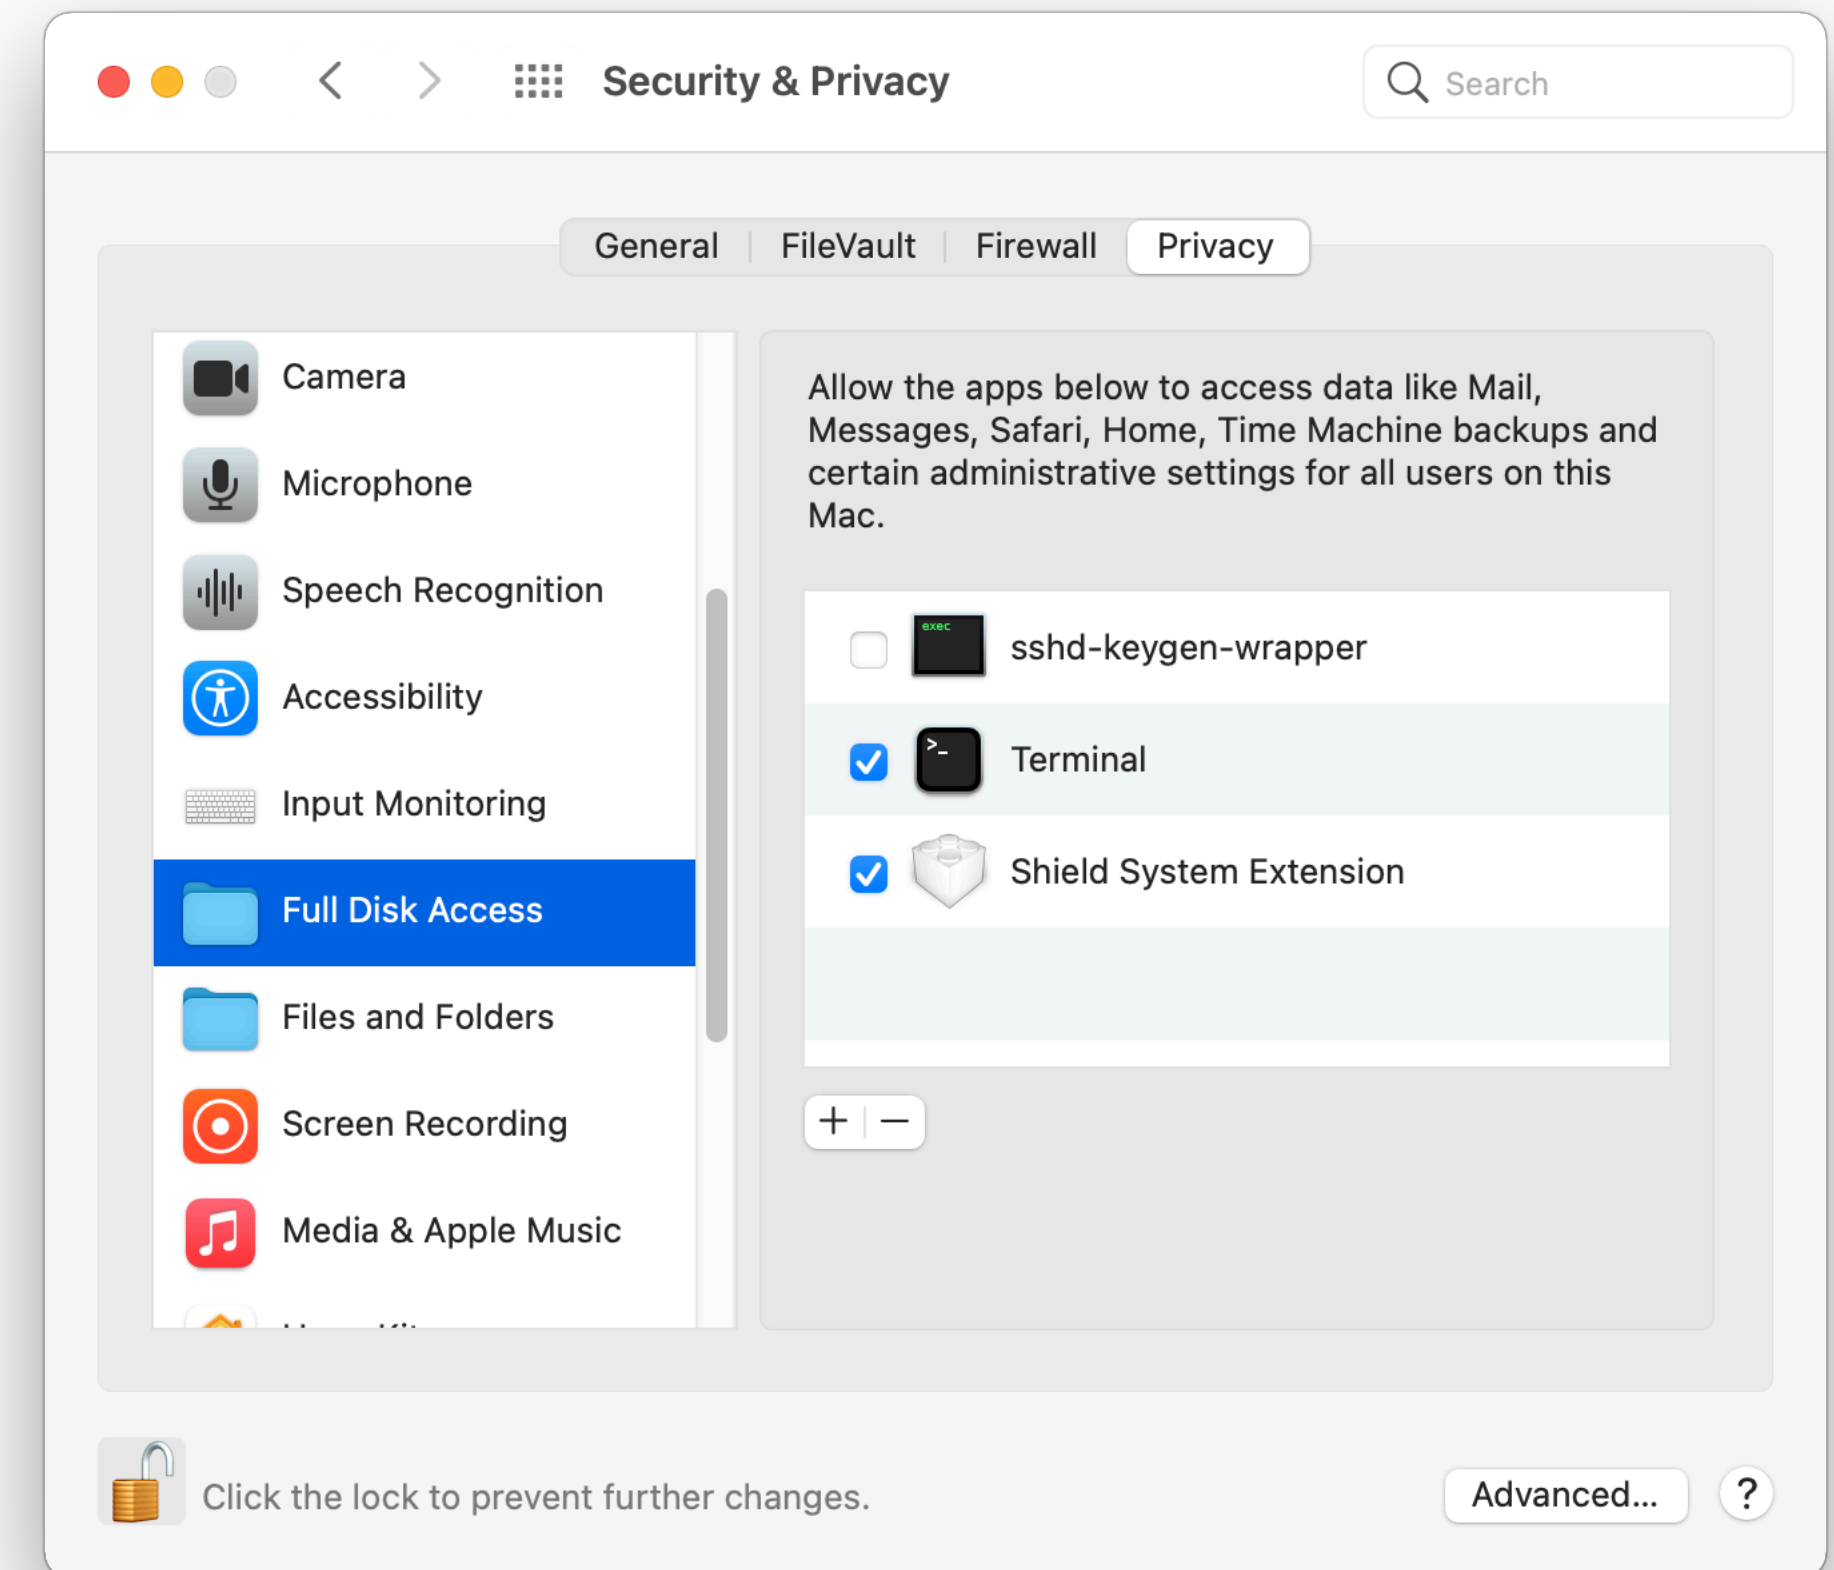 Security & Privacy
Search
General
FileVault
Firewall
Privacy
Camera
Microphone
Speech Recognition
Accessibility
Input Monitoring
Full Disk Access
Files and Folders
Screen Recording
Media & Apple Music
Allow the apps below to access data like Mail,
Messages, Safari, Home, Time Machine backups and
certain administrative settings for all users on this
Mac.
exec
sshd-keygen-wrapper
>_
Terminal
Shield System Extension
+ −
Click the lock to prevent further changes.
Advanced...
?